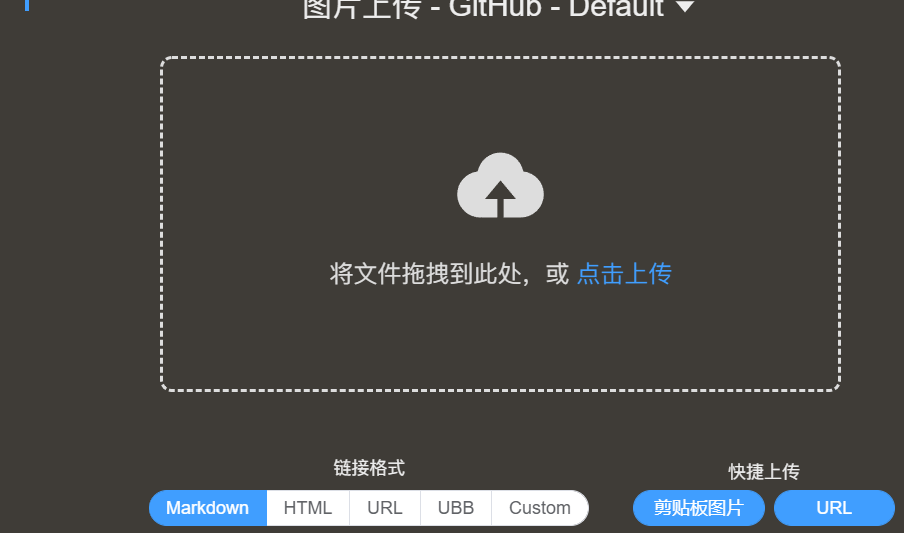 图片上传 - GitHub - Default
将文件拖拽到此处，或 点击上传
链接格式
快捷上传
Markdown HTML URL UBB Custom
剪贴板图片 URL